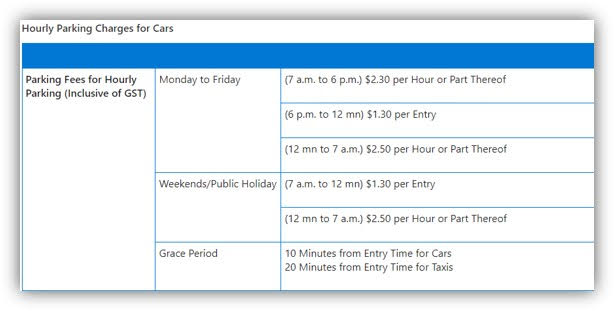 Hourly Parking Charges for Cars
Parking Fees for Hourly
Parking (Inclusive of GST)
Monday to Friday
(7 a.m. to 6 p.m.) $2.30 per Hour or Part Thereof
(6 p.m. to 12 mn) $1.30 per Entry
(12 mn to 7 a.m.) $2.50 per Hour or Part Thereof
Weekends/Public Holiday
(7 a.m. to 12 mn) $1.30 per Entry
(12 mn to 7 a.m.) $2.50 per Hour or Part Thereof
Grace Period
10 Minutes from Entry Time for Cars
20 Minutes from Entry Time for Taxis